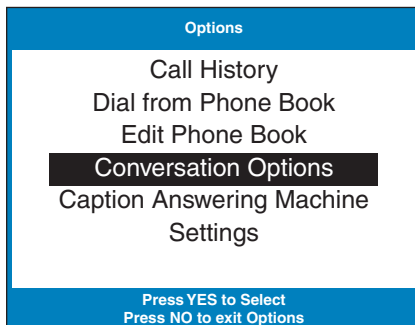 Options
Call History
Dial from Phone Book
Edit Phone Book
Conversation Options
Caption Answering Machine
Settings
Press YES to Select
Press NO to exit Options